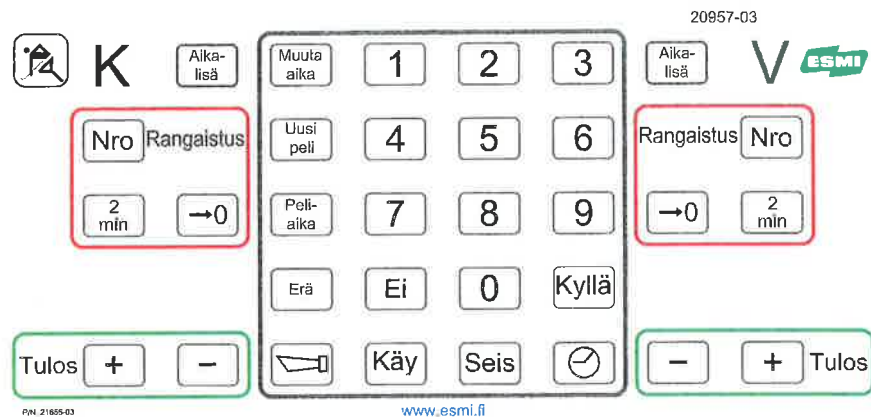 20957-03
K
Aika-
lisä
Muuta
aika
1
2
3
Aika-
lisä
V
ESMI
Nro
Rangaistus
Uusi
peli
4
5
6
Rangaistus
Nro
2
min
→0
Peli-
aika
7
8
9
→0
2
min
Erä
Ei
0
Kyllä
Tulos
+
−
Käy
Seis
−
+
Tulos
P/N 21655-03
www.esmi.fi